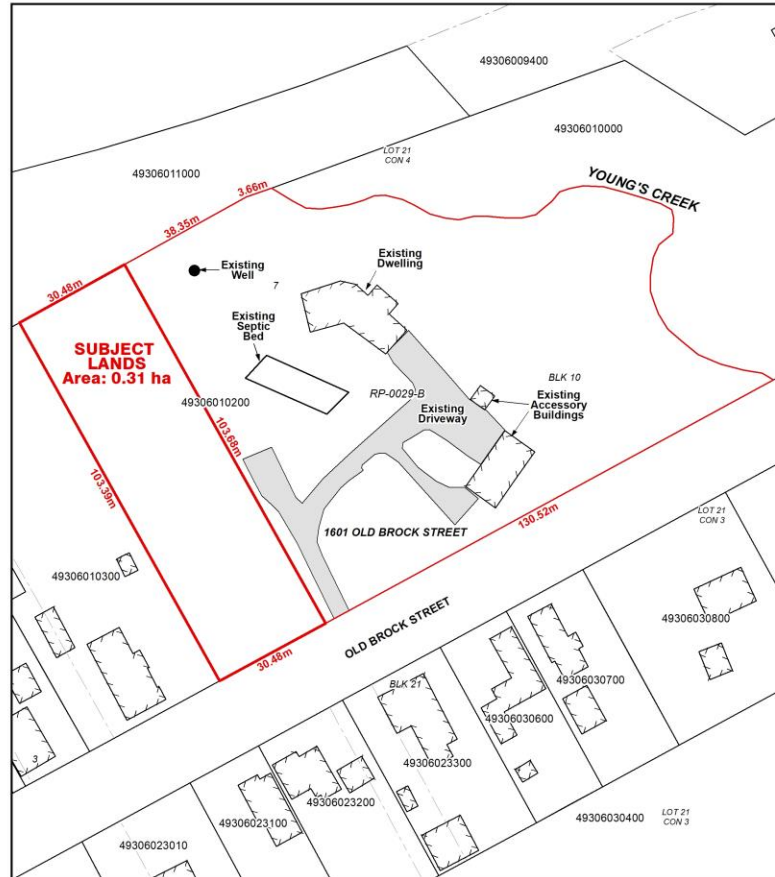 49306009400
49306010000
LOT 21
CON 4
49306011000
YOUNG'S CREEK
3.66m
38.35m
30.48m
Existing
Well
7
Existing
Dwelling
Existing
Septic
Bed
SUBJECT
LANDS
Area: 0.31 ha
49306010200
RP-0029-B
BLK 10
Existing
Driveway
Existing
Accessory
Buildings
103.68m
103.39m
130.52m
1601 OLD BROCK STREET
LOT 21
CON 3
49306010300
OLD BROCK STREET
30.48m
49306030800
BLK 21
49306030700
49306030600
3
49306023300
49306023200
49306023100
49306030400
LOT 21
CON 3
49306023010